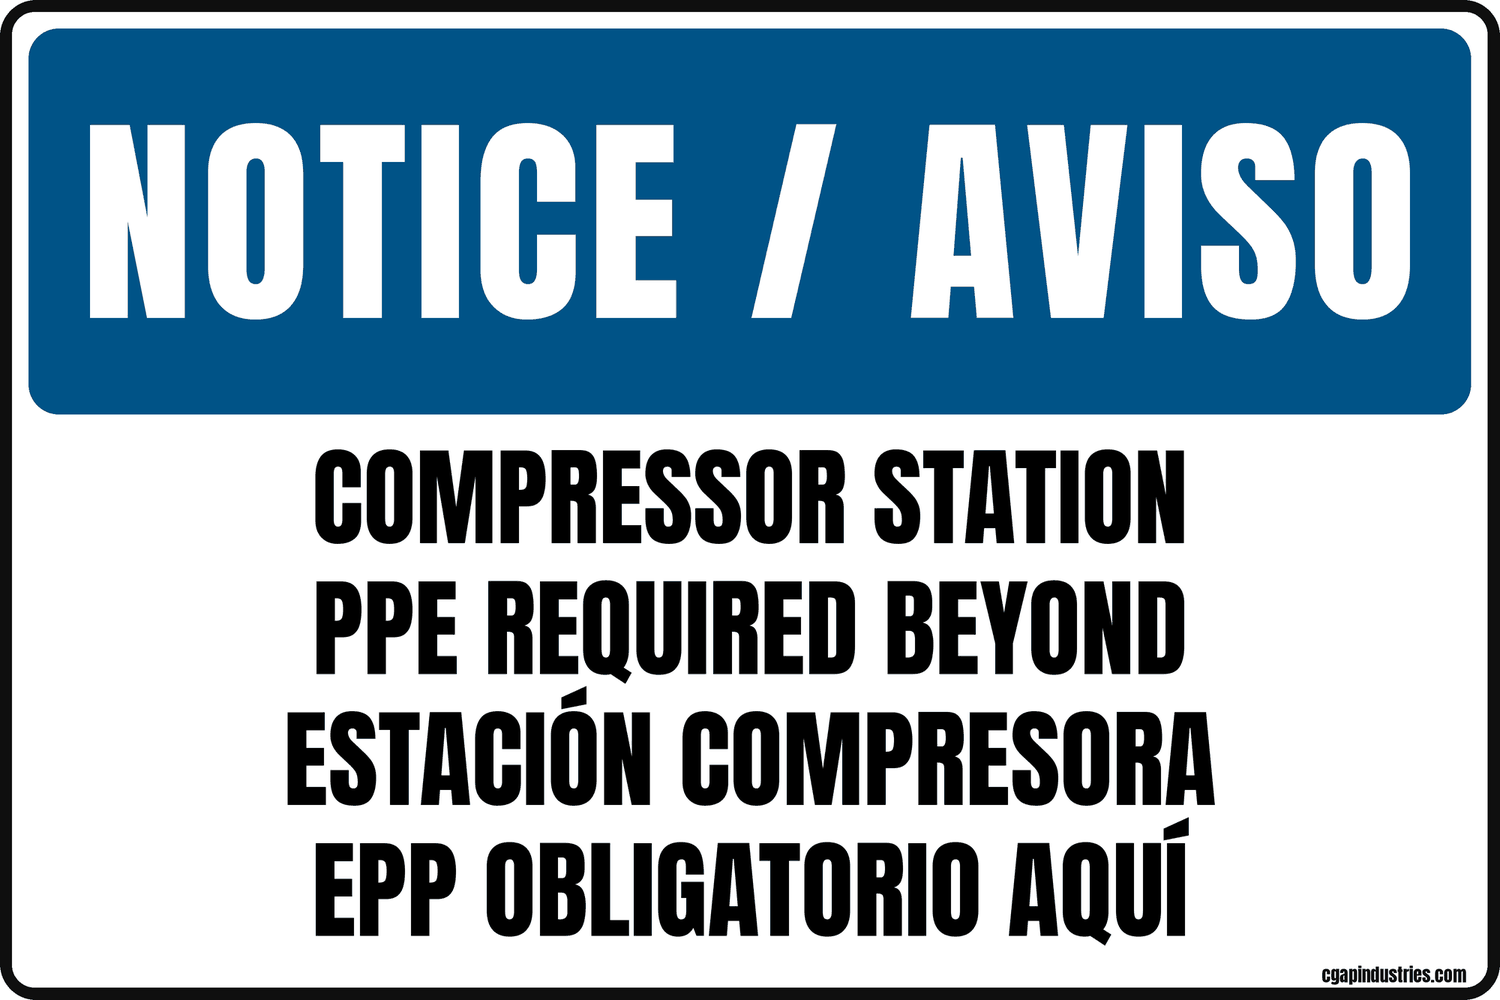 NOTICE / AVISO
COMPRESSOR STATION
PPE REQUIRED BEYOND
ESTACIÓN COMPRESORA
EPP OBLIGATORIO AQUÍ
cgapindustries.com